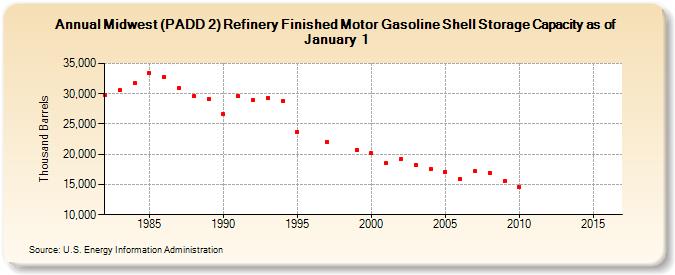 Annual Midwest (PADD 2) Refinery Finished Motor Gasoline Shell Storage Capacity as of
January 1
Thousand Barrels
35,000
30,000
25,000
20,000
15,000
10,000
1985 1990 1995 2000 2005 2010 2015
Source: U.S. Energy Information Administration